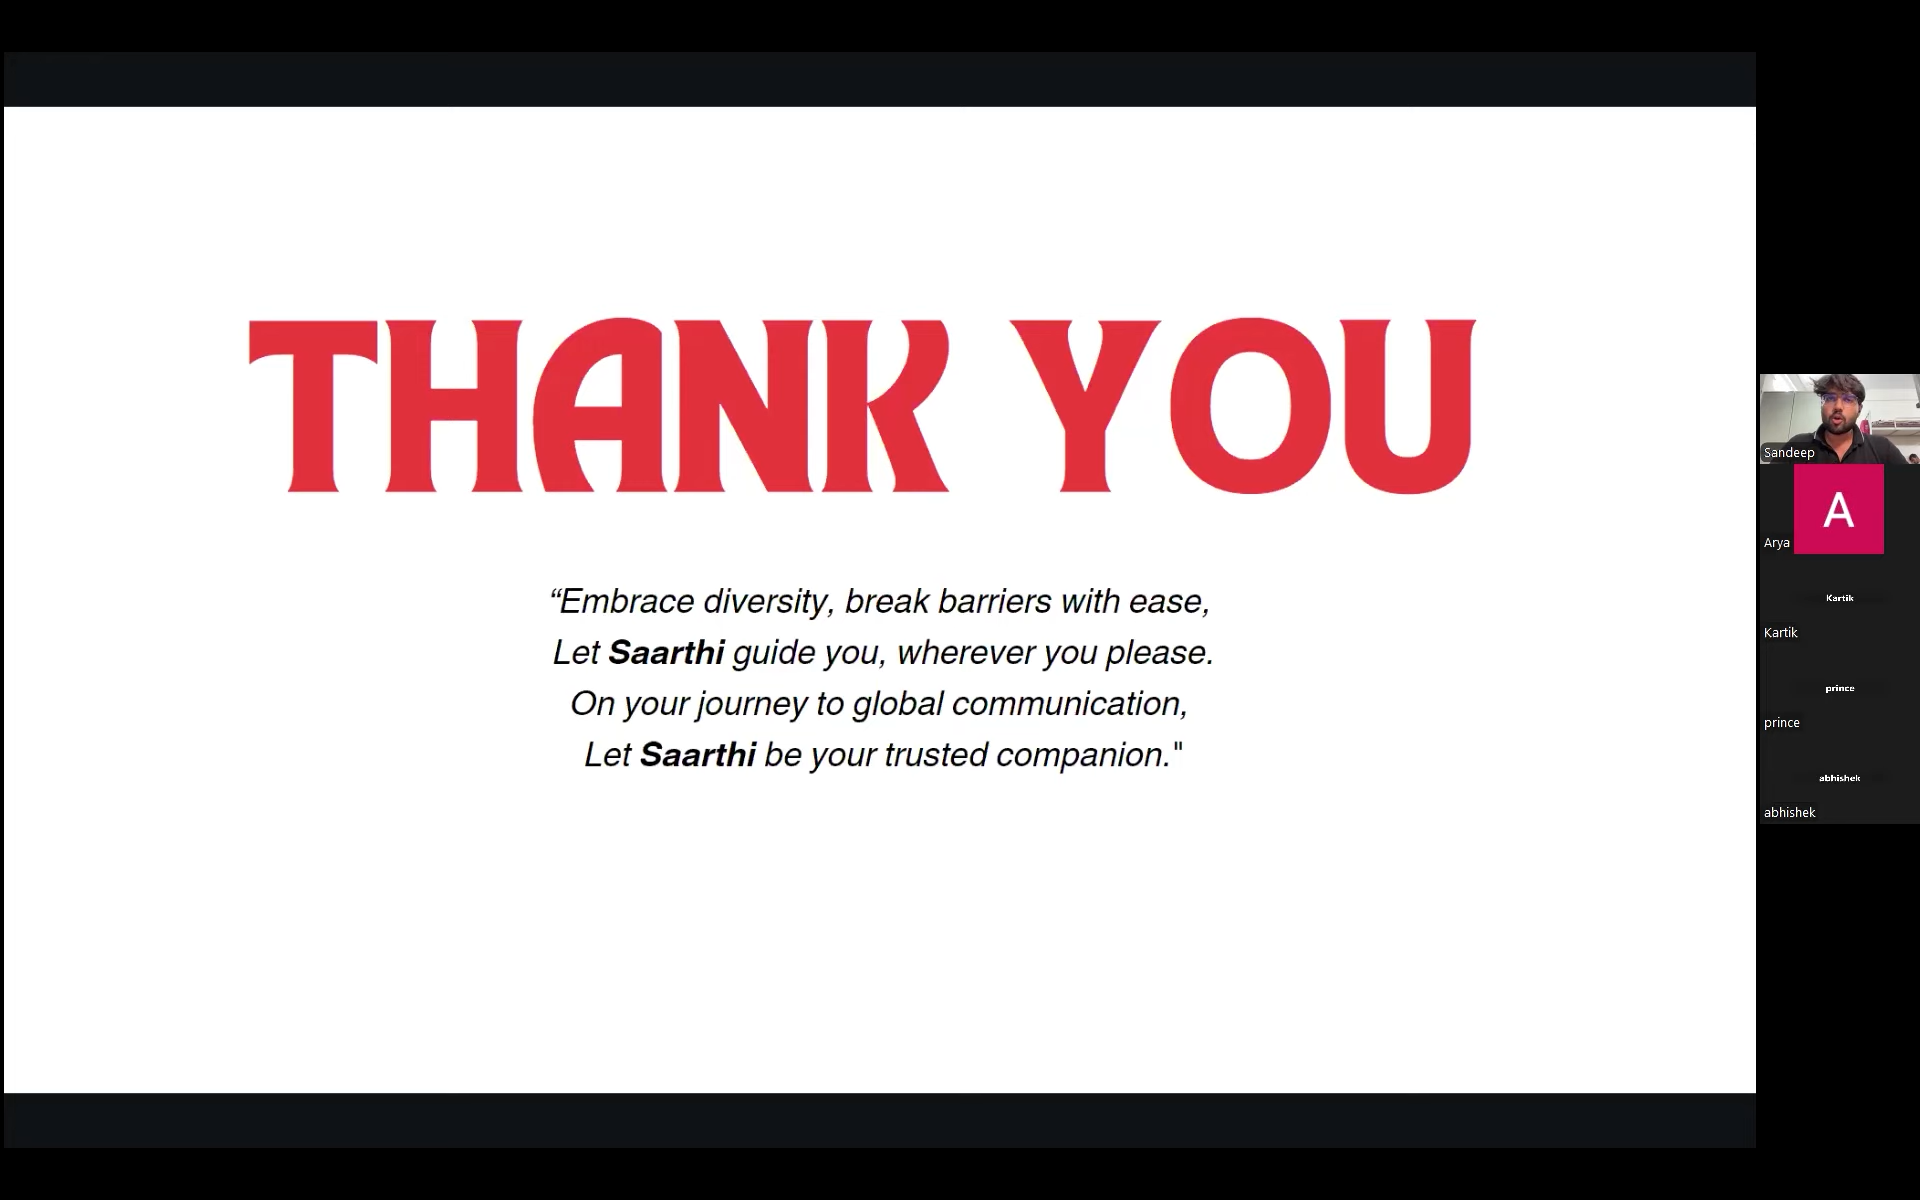 THANK YOU
“Embrace diversity, break barriers with ease,
Let Saarthi guide you, wherever you please.
On your journey to global communication,
Let Saarthi be your trusted companion."
Sandeep
A
Arya
Kartik
Kartik
prince
prince
abhishek
abhishek